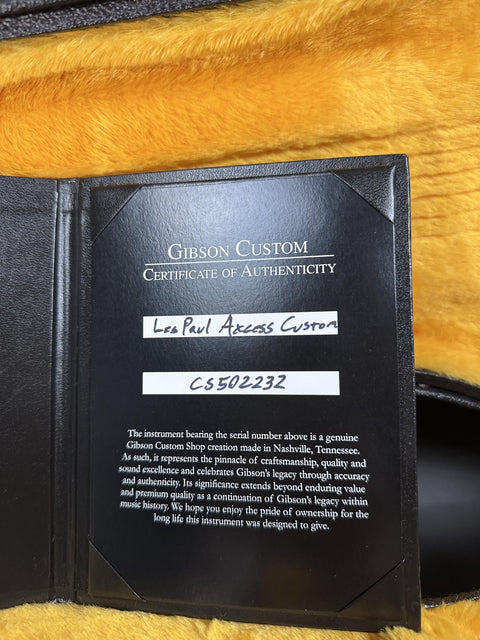 GIBSON CUSTOM
CERTIFICATE OF AUTHENTICITY
Les Paul Axcess Custom
CS502232
The instrument bearing the serial number above is a genuine
Gibson Custom Shop creation made in Nashville, Tennessee.
As such, it represents the pinnacle of craftsmanship, quality and
sound excellence and celebrates Gibson's legacy through accuracy
and authenticity. Its significance extends beyond enduring value
and premium quality as a continuation of Gibson's legacy within
music history. We hope you enjoy the pride of ownership for the
long life this instrument was designed to give.